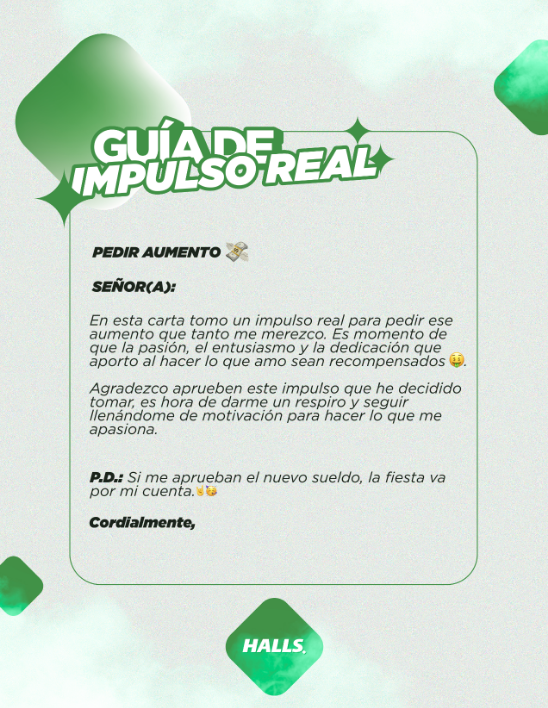 GUÍA DE
IMPULSO REAL
PEDIR AUMENTO 💸
SEÑOR(A):
En esta carta tomo un impulso real para pedir ese
aumento que tanto me merezco. Es momento de
que la pasión, el entusiasmo y la dedicación que
aporto al hacer lo que amo sean recompensados 🤑.
Agradezco aprueben este impulso que he decidido
tomar, es hora de darme un respiro y seguir
llenándome de motivación para hacer lo que me
apasiona.
P.D.: Si me aprueban el nuevo sueldo, la fiesta va
por mi cuenta.🤘🥳
Cordialmente,
HALLS